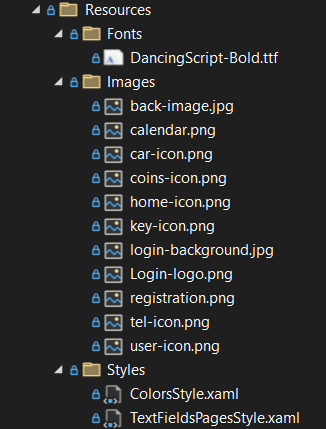 Resources
Fonts
DancingScript-Bold.ttf
Images
back-image.jpg
calendar.png
car-icon.png
coins-icon.png
home-icon.png
key-icon.png
login-background.jpg
Login-logo.png
registration.png
tel-icon.png
user-icon.png
Styles
ColorsStyle.xaml
TextFieldsPagesStyle.xaml